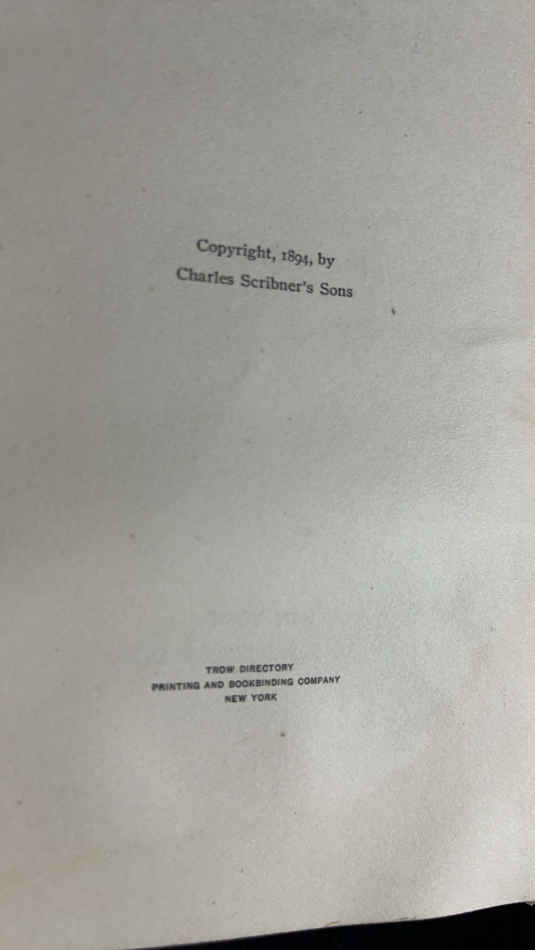 Copyright, 1894, by
Charles Scribner's Sons
TROW DIRECTORY
PRINTING AND BOOKBINDING COMPANY
NEW YORK